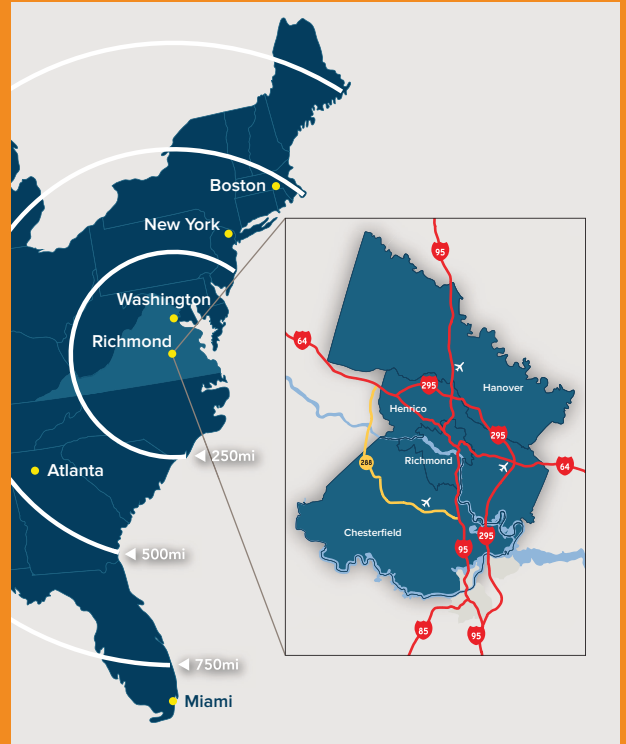 Boston
New York
Washington
Richmond
250mi
Atlanta
500mi
750mi
Miami
95
64
295
Hanover
Henrico
295
Richmond
288
64
Chesterfield
295
95
85
95